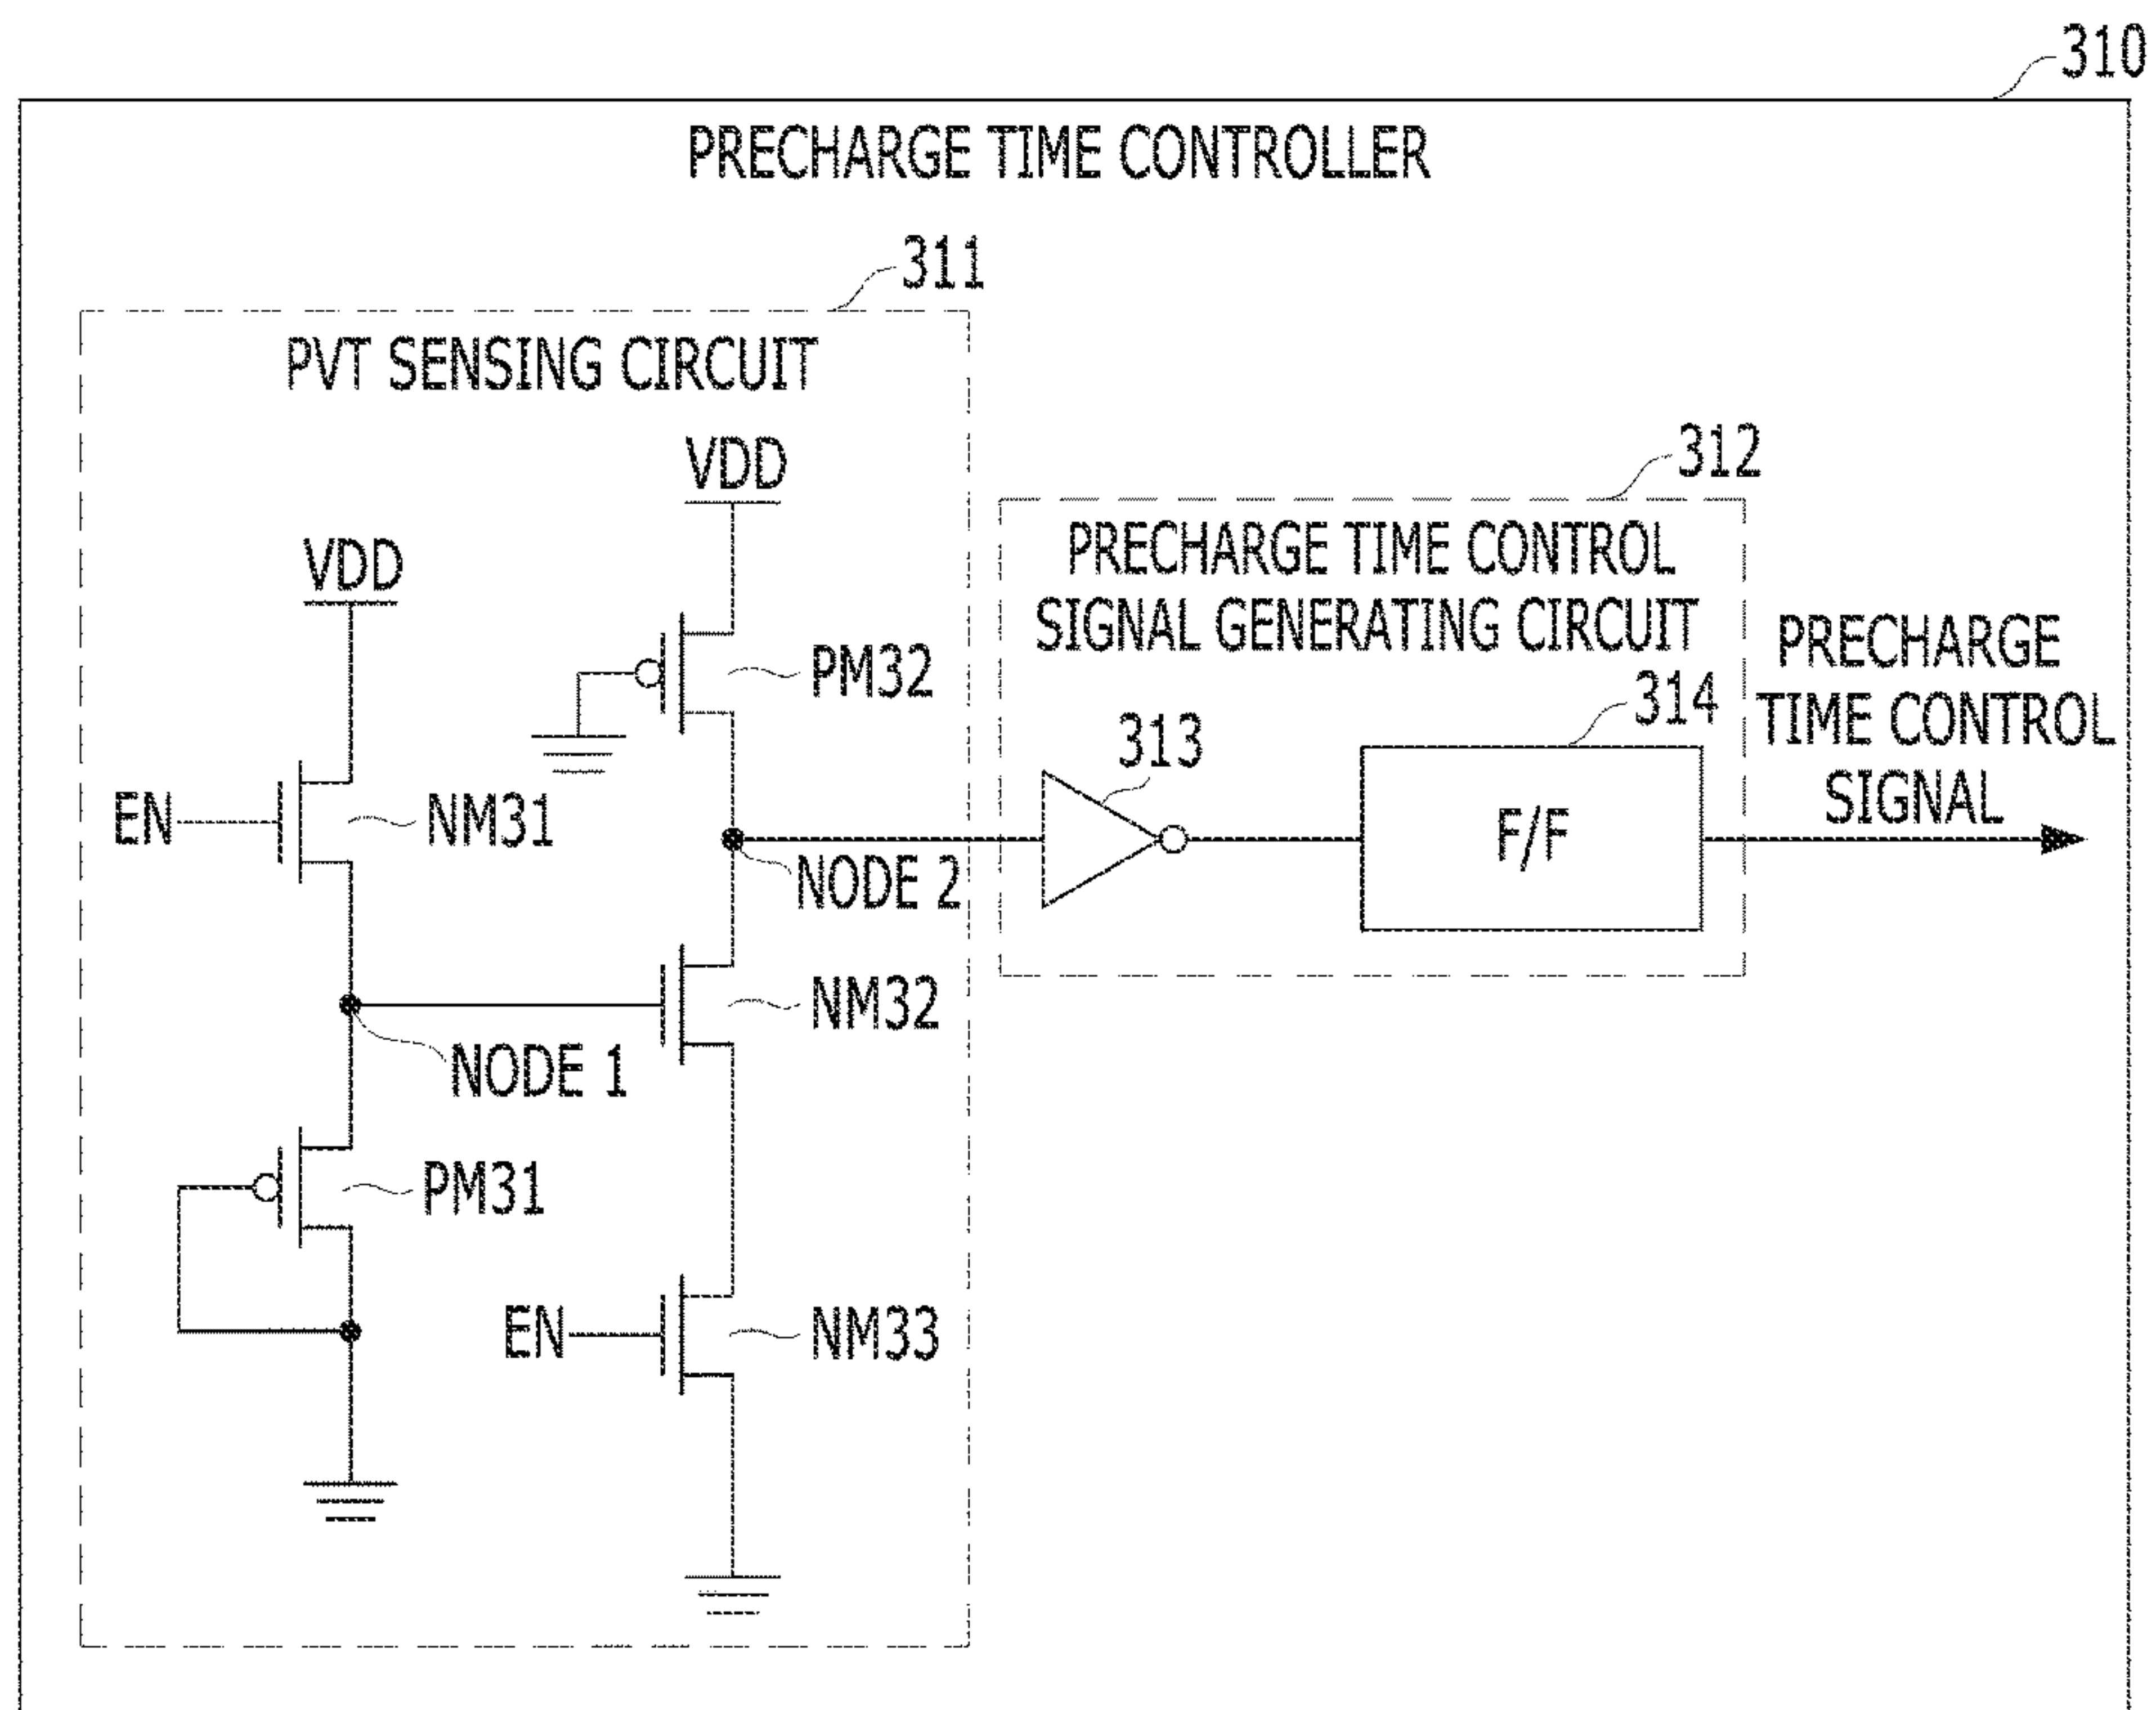 310
PRECHARGE TIME CONTROLLER
311
PVT SENSING CIRCUIT
VDD
VDD
312
PRECHARGE TIME CONTROL
SIGNAL GENERATING CIRCUIT
PRECHARGE
TIME CONTROL
SIGNAL
PM32
314
313
EN
NM31
F/F
NODE 2
NM32
NODE 1
PM31
EN
NM33